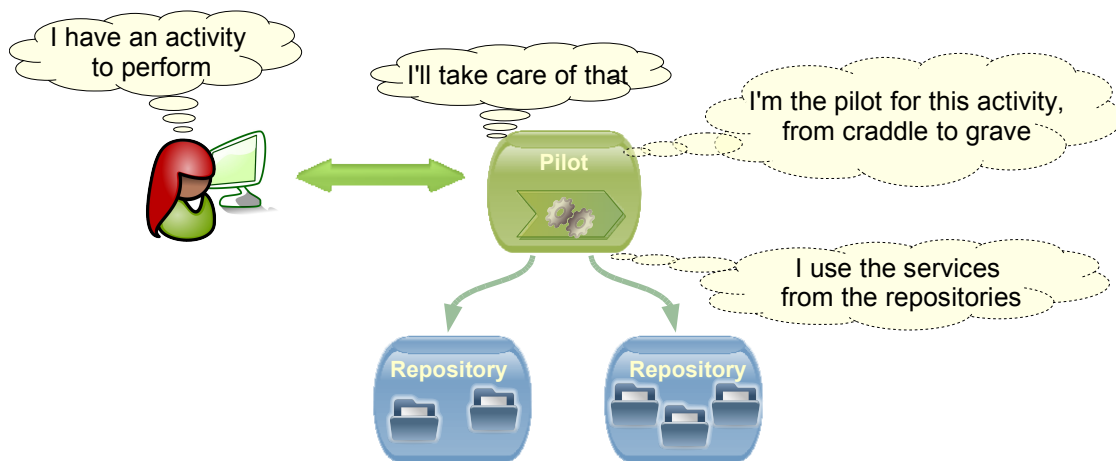 I have an activity
to perform
I'll take care of that
I'm the pilot for this activity,
from craddle to grave
Pilot
I use the services
from the repositories
Repository
Repository